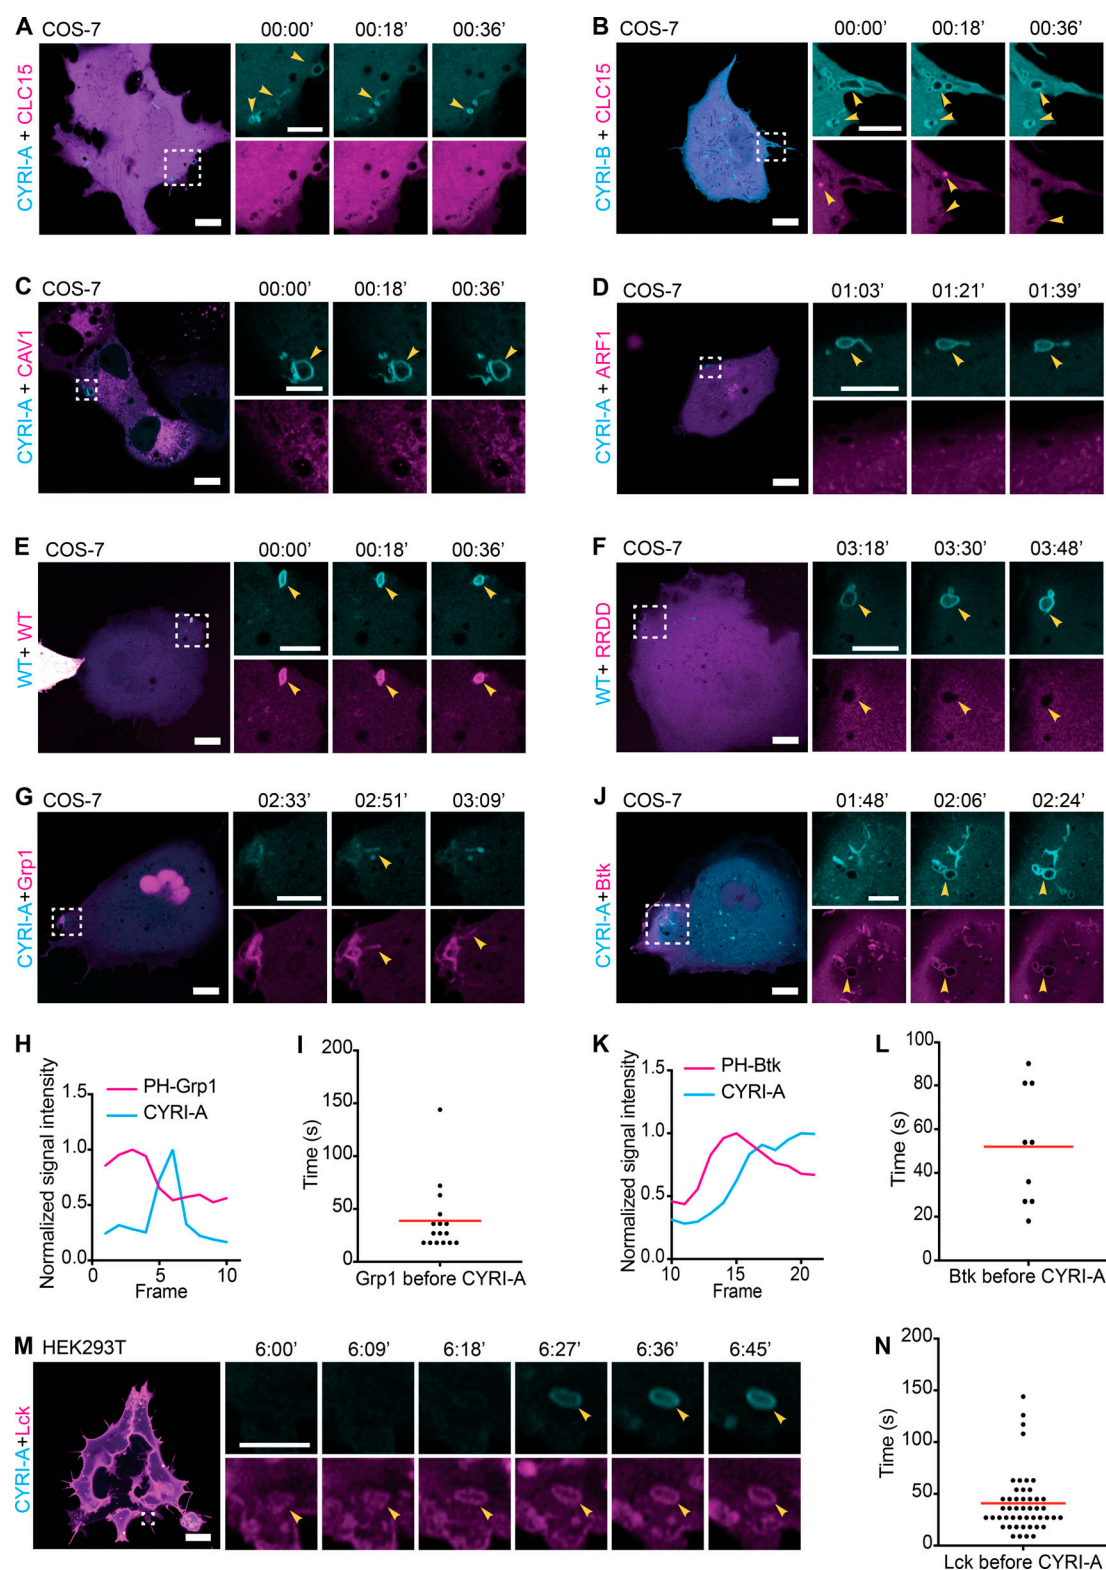 A COS-7 00:00’ 00:18’ 00:36’
CYRI-A + CLC15
B COS-7 00:00’ 00:18’ 00:36’
CYRI-B + CLC15
C COS-7 00:00’ 00:18’ 00:36’
CYRI-A + CAV1
D COS-7 01:03’ 01:21’ 01:39’
CYRI-A + ARF1
E COS-7 00:00’ 00:18’ 00:36’
WT+ WT
F COS-7 03:18’ 03:30’ 03:48’
WT+ RRDD
G COS-7 02:33’ 02:51’ 03:09’
CYRI-A+Grp1
J COS-7 01:48’ 02:06’ 02:24’
CYRI-A+Btk
H
Normalized signal intensity
1.5
1.0
0.5
0.0
PH-Grp1
CYRI-A
0 5 10
Frame
I
Time (s)
200
150
100
50
0
Grp1 before CYRI-A
K
Normalized signal intensity
1.5
1.0
0.5
0.0
PH-Btk
CYRI-A
10 15 20
Frame
L
Time (s)
100
80
60
40
20
0
Btk before CYRI-A
M HEK293T 6:00’ 6:09’ 6:18’ 6:27’ 6:36’ 6:45’
CYRI-A+Lck
N
Time (s)
200
150
100
50
0
Lck before CYRI-A